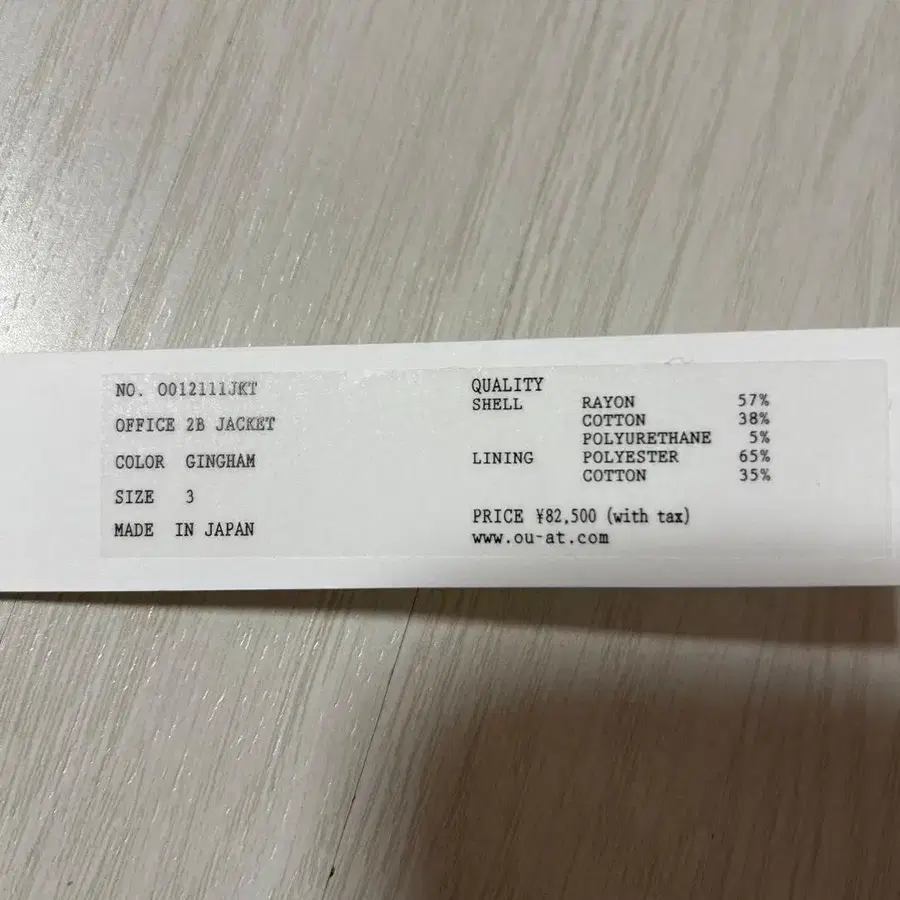 NO. O012111JKT
OFFICE 2B JACKET
COLOR GINGHAM
SIZE 3
MADE IN JAPAN
QUALITY
SHELL RAYON 57%
COTTON 38%
POLYURETHANE 5%
LINING POLYESTER 65%
COTTON 35%
PRICE ¥82,500 (with tax)
www.ou-at.com